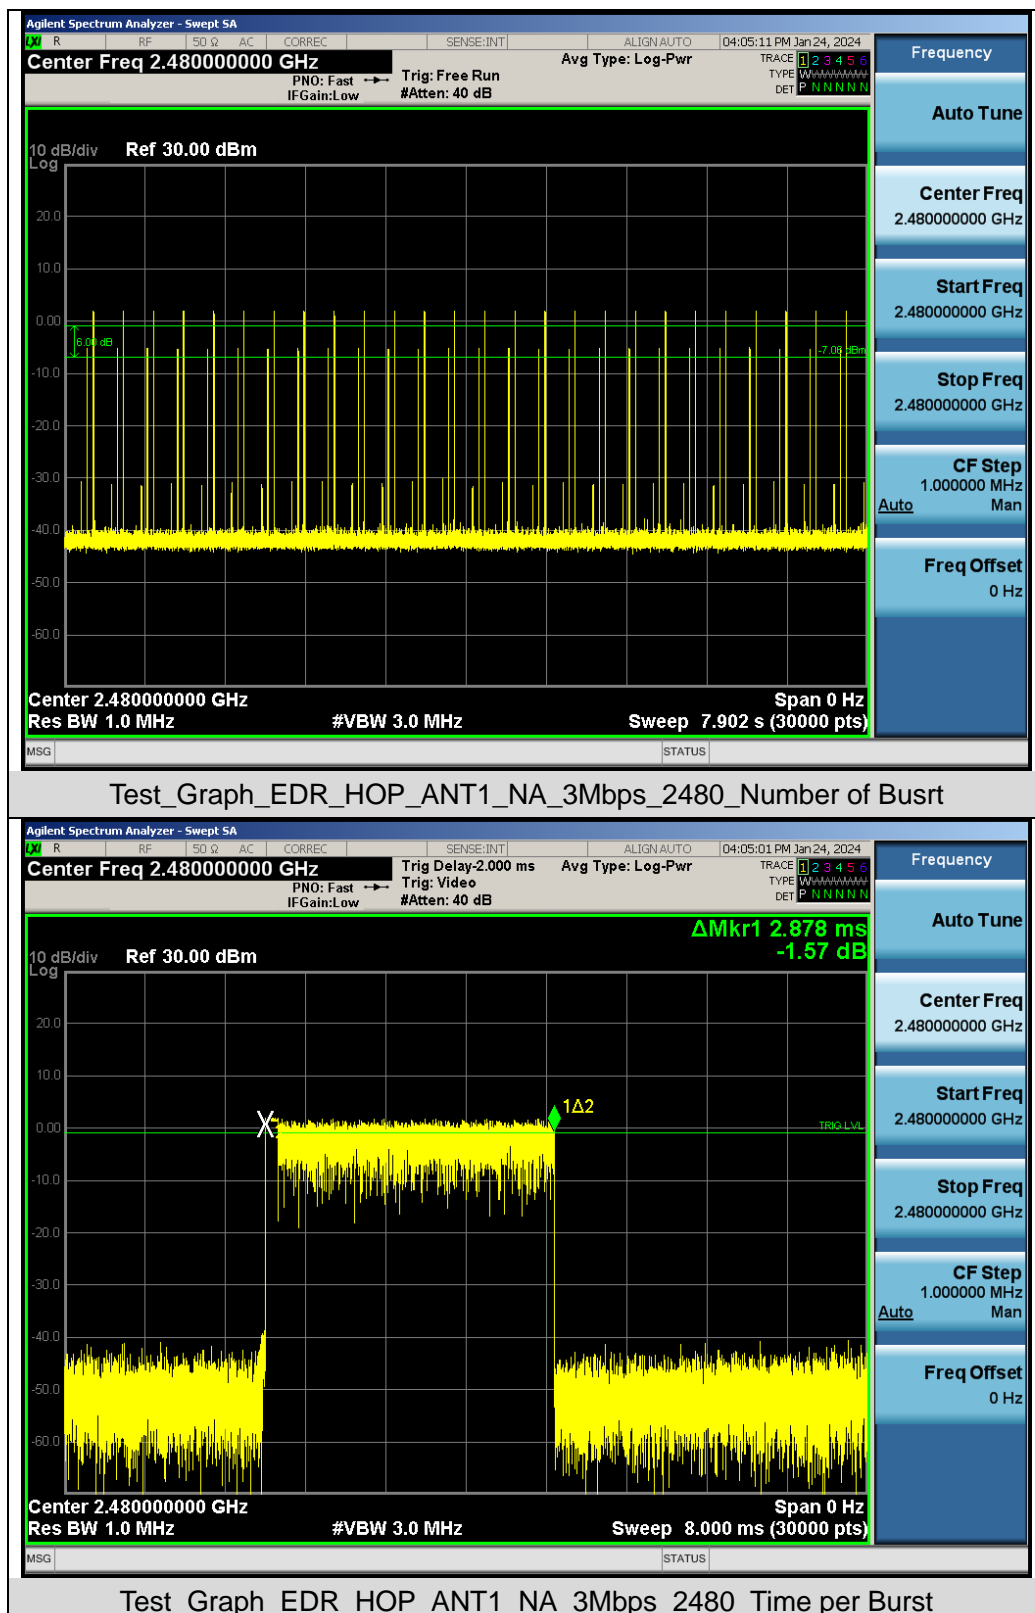 Agilent Spectrum Analyzer - Swept SA
LXI R RF 50 Ω AC CORREC SENSE:INT ALIGN AUTO 04:05:11 PM Jan 24, 2024
Center Freq 2.480000000 GHz
PNO: Fast
IFGain:Low
Trig: Free Run
#Atten: 40 dB
Avg Type: Log-Pwr
TRACE 1 2 3 4 5 6
TYPE
DET P N N N N N
Frequency
Auto Tune
Center Freq
2.480000000 GHz
Start Freq
2.480000000 GHz
Stop Freq
2.480000000 GHz
CF Step
1.000000 MHz
Auto Man
Freq Offset
0 Hz
10 dB/div Ref 30.00 dBm
Log
20.0
10.0
0.00
6.00 dB
-7.06 dBm
-10.0
-20.0
-30.0
-40.0
-50.0
-60.0
Center 2.480000000 GHz Span 0 Hz
Res BW 1.0 MHz #VBW 3.0 MHz Sweep 7.902 s (30000 pts)
MSG STATUS
Test_Graph_EDR_HOP_ANT1_NA_3Mbps_2480_Number of Busrt
Agilent Spectrum Analyzer - Swept SA
LXI R RF 50 Ω AC CORREC SENSE:INT ALIGN AUTO 04:05:01 PM Jan 24, 2024
Center Freq 2.480000000 GHz
PNO: Fast
IFGain:Low
Trig Delay-2.000 ms
Trig: Video
#Atten: 40 dB
Avg Type: Log-Pwr
TRACE 1 2 3 4 5 6
TYPE
DET P N N N N N
Frequency
Auto Tune
Center Freq
2.480000000 GHz
Start Freq
2.480000000 GHz
Stop Freq
2.480000000 GHz
CF Step
1.000000 MHz
Auto Man
Freq Offset
0 Hz
ΔMkr1 2.878 ms
-1.57 dB
10 dB/div Ref 30.00 dBm
Log
20.0
10.0
1Δ2
0.00
TRIG LVL
-10.0
-20.0
-30.0
-40.0
-50.0
-60.0
Center 2.480000000 GHz Span 0 Hz
Res BW 1.0 MHz #VBW 3.0 MHz Sweep 8.000 ms (30000 pts)
MSG STATUS
Test_Graph_EDR_HOP_ANT1_NA_3Mbps_2480_Time per Burst